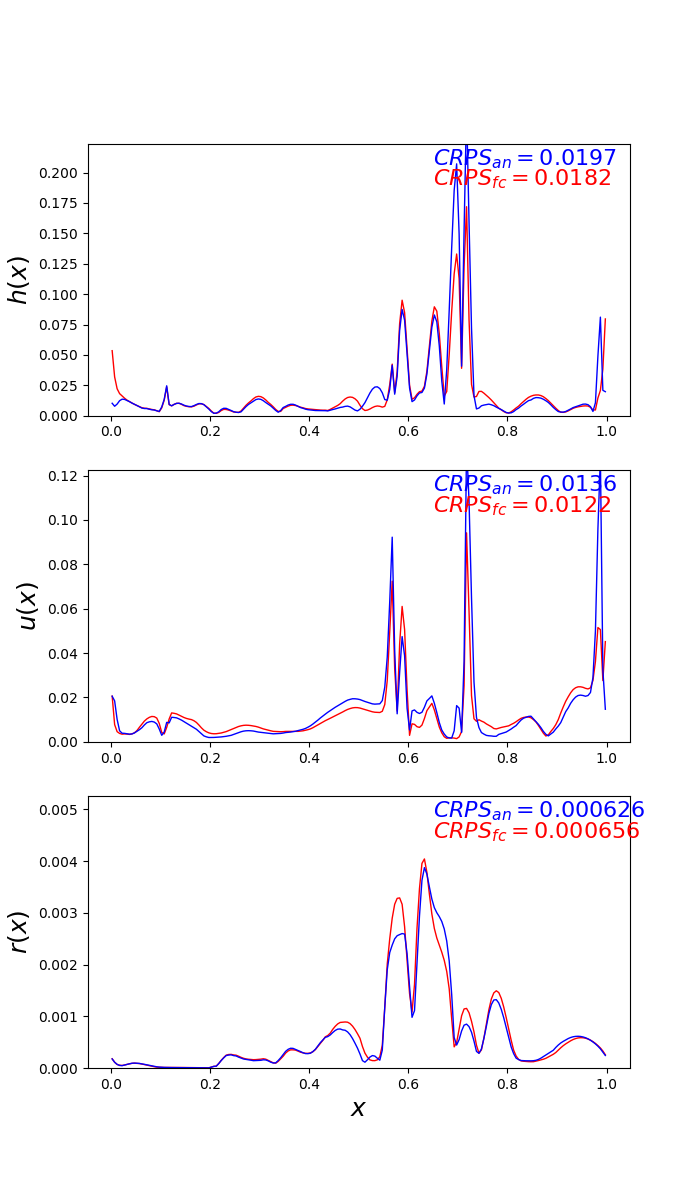 CRPS_an = 0.0197
CRPS_fc = 0.0182
h(x)
0.200
0.175
0.150
0.125
0.100
0.075
0.050
0.025
0.000
0.0 0.2 0.4 0.6 0.8 1.0
CRPS_an = 0.0136
CRPS_fc = 0.0122
u(x)
0.12
0.10
0.08
0.06
0.04
0.02
0.00
0.0 0.2 0.4 0.6 0.8 1.0
CRPS_an = 0.000626
CRPS_fc = 0.000656
r(x)
0.005
0.004
0.003
0.002
0.001
0.000
0.0 0.2 0.4 0.6 0.8 1.0
x